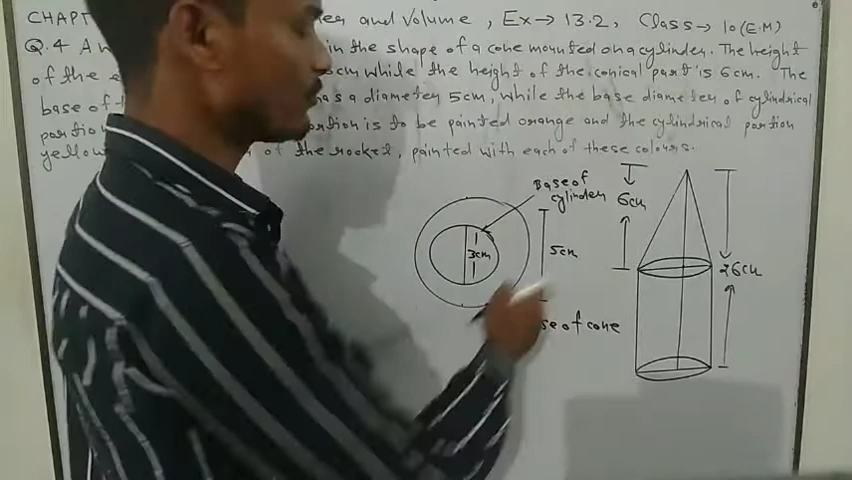 CHAPT er and Volume, Ex→13.2, Class→10(E.M)
Q.4 in the shape of a cone mounted on a cylinder. The height
of the cm while the height of the conical part is 6cm. The
base of has a diameter 5cm, while the base diameter of cylindrical
portion rtion is to be painted orange and the cylindrical portion
yellow of the rocket, painted with each of these colours.
Base of
cylinder
6cm
3cm
5cm
26cm
se of cone